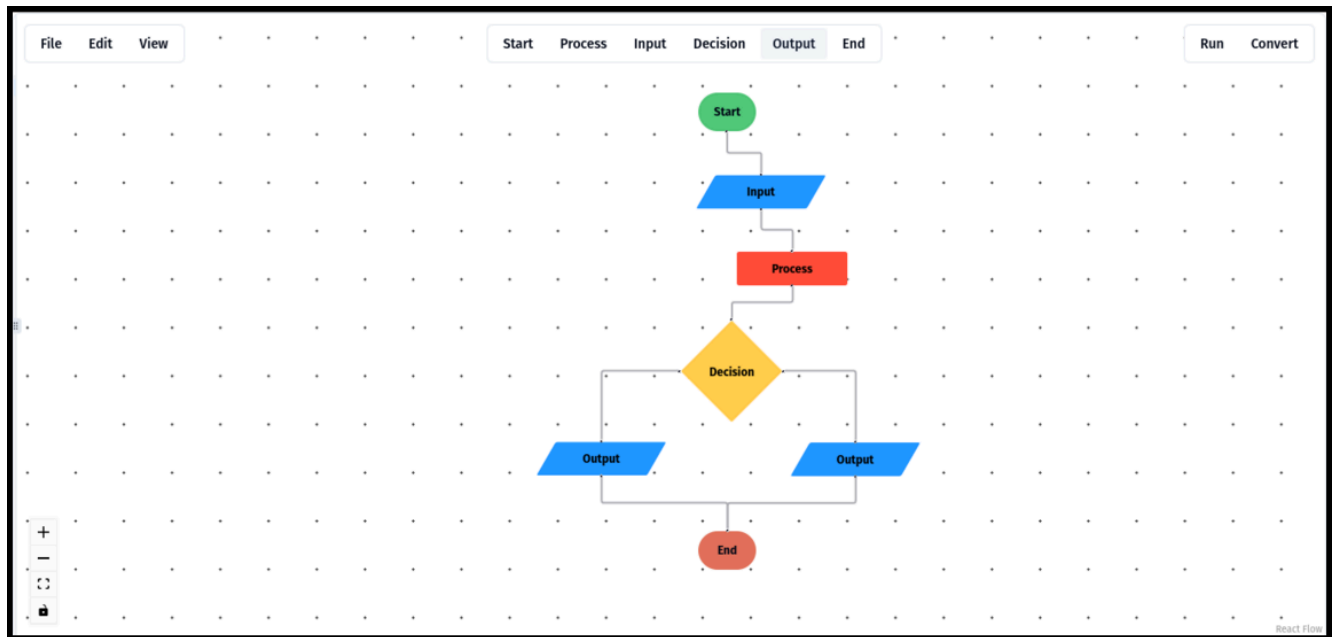 File Edit View
Start Process Input Decision Output End
Run Convert
Start
Input
Process
Decision
Output Output
End
React Flow